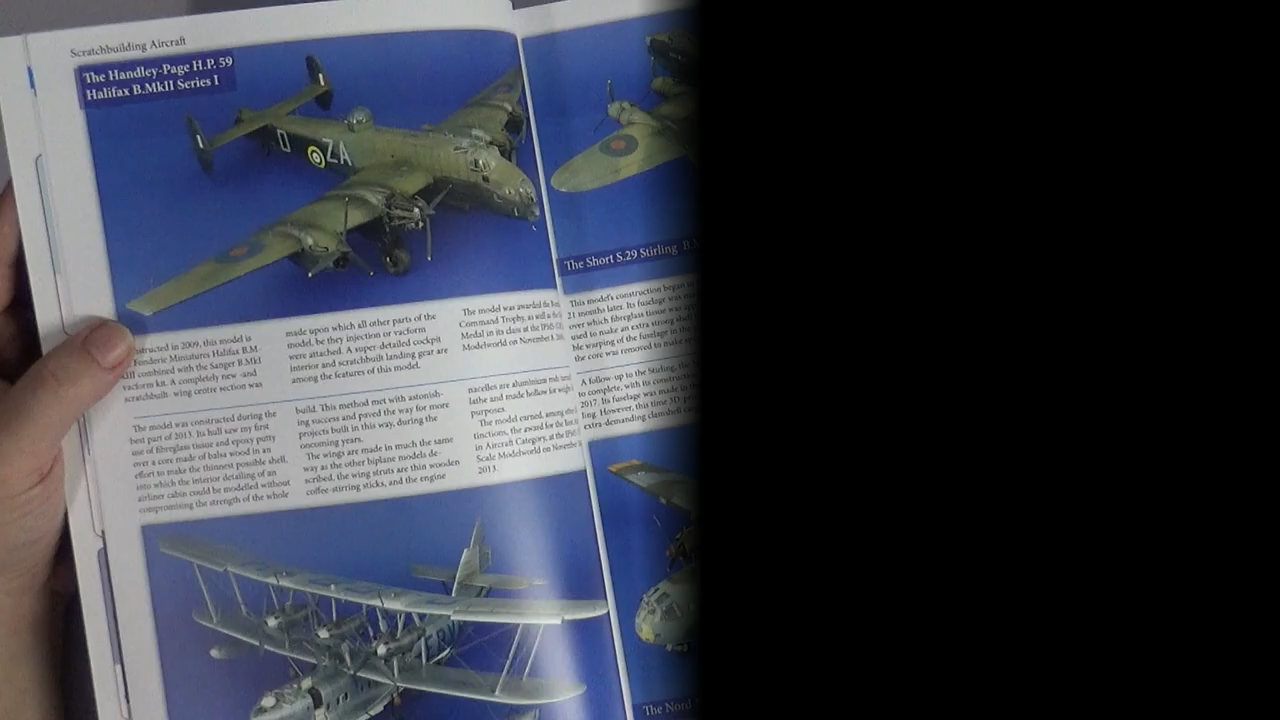 Scratchbuilding Aircraft
The Handley-Page H.P. 59
Halifax B.MkII Series I
D
ZA
in 2009, this model is
Fonderie Miniatures Halifax B.M-
combined with the Sanger B.MkI
vacform kit. A completely new -and
scratchbuilt- wing centre section was
made upon which all other parts of the
model, be they injection or vacform
were attached. A super-detailed cockpit
interior and scratchbuilt landing gear are
among the features of this model.
The model was awarded the
Command Trophy, as well as
Medal in its class at the IPMS
Modelworld on November 8,
The model was constructed during the
best part of 2013. Its hull saw my first
use of fibreglass tissue and epoxy putty
over a core made of balsa wood in an
effort to make the thinnest possible shell,
into which the interior detailing of an
airliner cabin could be modelled without
compromising the strength of the whole
build. This method met with astonish-
ing success and paved the way for more
projects built in this way, during the
oncoming years.
The wings are made in much the same
way as the other biplane models de-
scribed, the wing struts are thin wooden
coffee-stirring sticks, and the engine
nacelles are aluminium
lathe and made hollow for
purposes.
The model earned, among
tinctions, the award for the
in Aircraft Category, at the
Scale Modelworld on
2013.
The Short S.29 Stirling
This model's construction began
21 months later. Its fuselage was
over which fibreglass tissue was
used to make an extra strong
ble warping of the fuselage in the
the core was removed to make
A follow-up to the Stirling, the
to complete, with its construction
2017. Its fuselage was made in
ling. However, this time 3D,
extra-demanding clamshell
The Nord